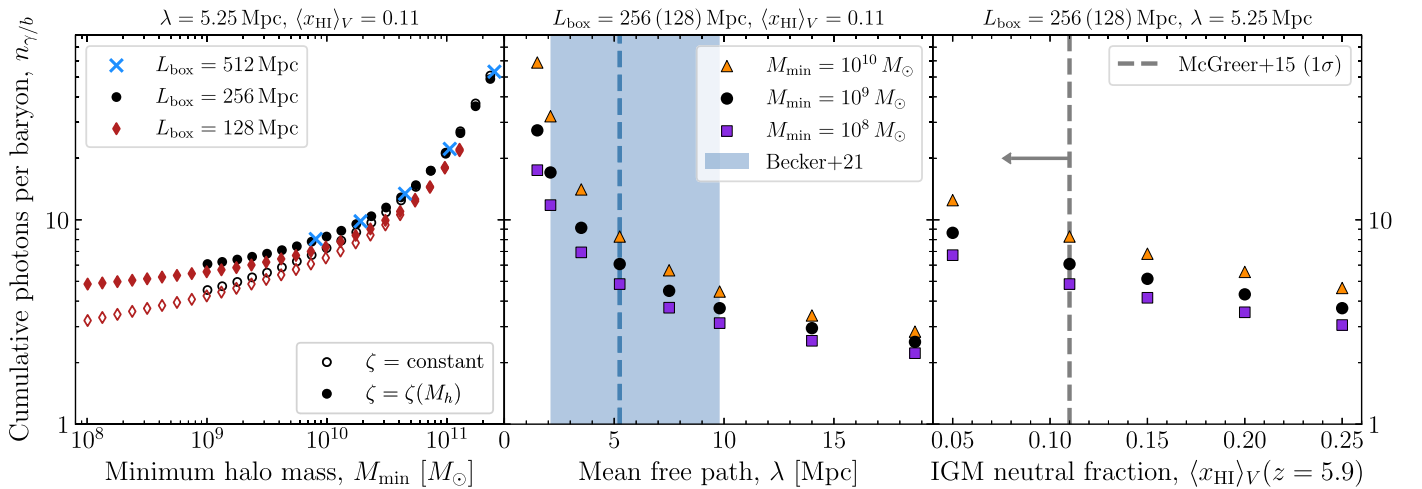 λ = 5.25 Mpc, ⟨x_HI⟩_V = 0.11
L_box = 256 (128) Mpc, ⟨x_HI⟩_V = 0.11
L_box = 256 (128) Mpc, λ = 5.25 Mpc
Cumulative photons per baryon, n_γ/b
L_box = 512 Mpc
L_box = 256 Mpc
L_box = 128 Mpc
ζ = constant
ζ = ζ(M_h)
10
1
10^8
10^9
10^10
10^11
Minimum halo mass, M_min [M_⊙]
M_min = 10^10 M_⊙
M_min = 10^9 M_⊙
M_min = 10^8 M_⊙
Becker+21
0
5
10
15
Mean free path, λ [Mpc]
McGreer+15 (1σ)
10
1
0.05
0.10
0.15
0.20
0.25
IGM neutral fraction, ⟨x_HI⟩_V(z = 5.9)